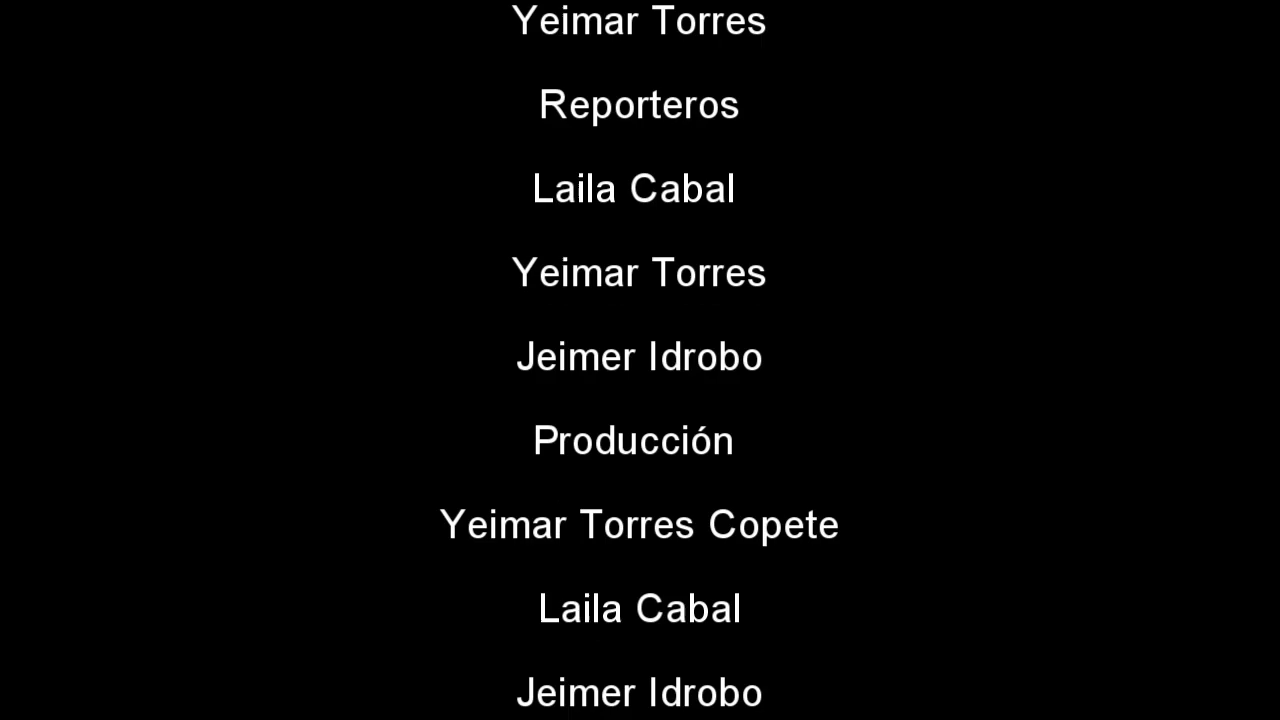 Yeimar Torres
Reporteros
Laila Cabal
Yeimar Torres
Jeimer Idrobo
Producción
Yeimar Torres Copete
Laila Cabal
Jeimer Idrobo